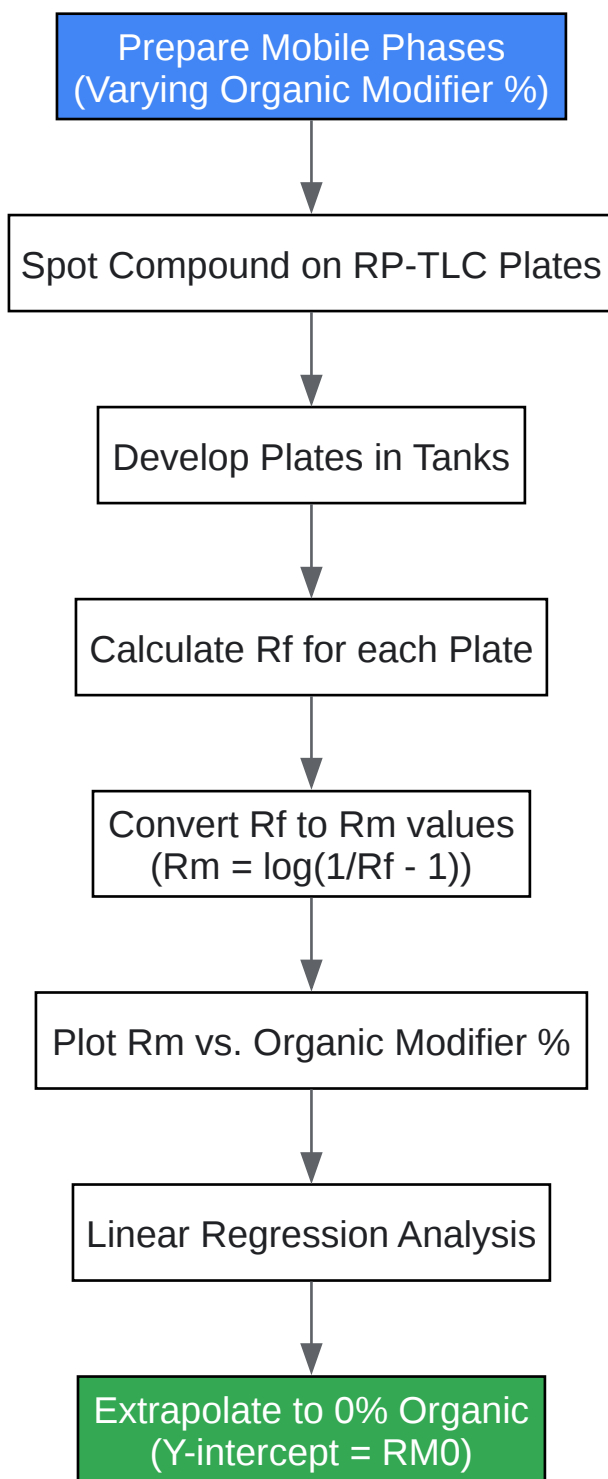 Prepare Mobile Phases
(Varying Organic Modifier %)
Spot Compound on RP-TLC Plates
Develop Plates in Tanks
Calculate Rf for each Plate
Convert Rf to Rm values
(Rm = log(1/Rf - 1))
Plot Rm vs. Organic Modifier %
Linear Regression Analysis
Extrapolate to 0% Organic
(Y-intercept = RM0)